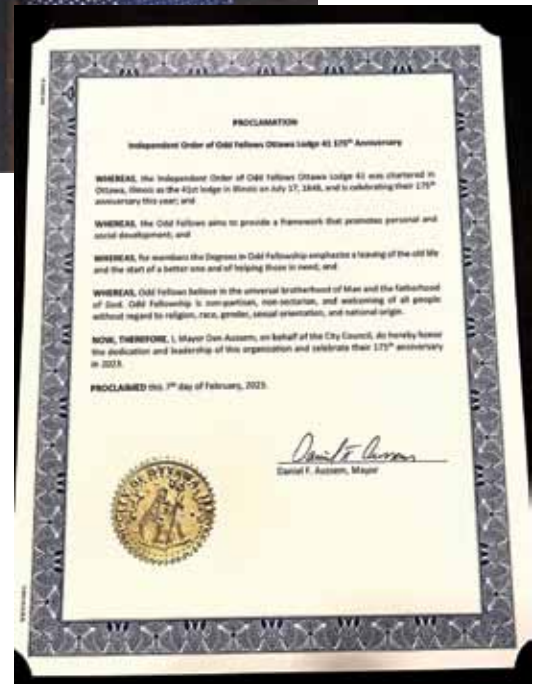 PROCLAMATION
Independent Order of Odd Fellows Ottawa Lodge 41 175th Anniversary
WHEREAS, the Independent Order of Odd Fellows Ottawa Lodge 41 was chartered in
Ottawa, Illinois as the 41st lodge in Illinois on July 17, 1848, and is celebrating their 175th
anniversary this year; and
WHEREAS, the Odd Fellows aims to provide a framework that promotes personal and
social development; and
WHEREAS, for members the Degrees in Odd Fellowship emphasize a leaving of the old life
and the start of a better one and of helping those in need; and
WHEREAS, Odd Fellows believe in the universal brotherhood of Man and the fatherhood
of God. Odd Fellowship is non-partisan, non-sectarian, and welcoming of all people
without regard to religion, race, gender, sexual orientation, and national origin.
NOW, THEREFORE, I, Mayor Dan Aussem, on behalf of the City Council, do hereby honor
the dedication and leadership of this organization and celebrate their 175th anniversary
in 2023.
PROCLAIMED this 7th day of February, 2023.
Daniel F. Aussem
Daniel F. Aussem, Mayor
CITY OF OTTAWA